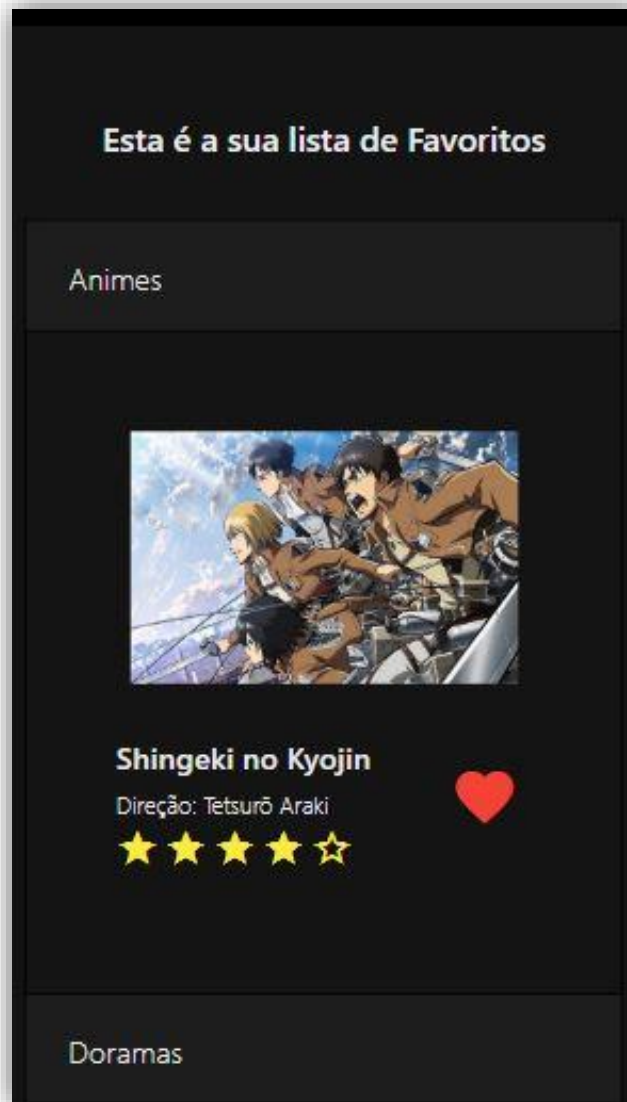 Esta é a sua lista de Favoritos
Animes
Shingeki no Kyojin
Direção: Tetsurō Araki
Doramas